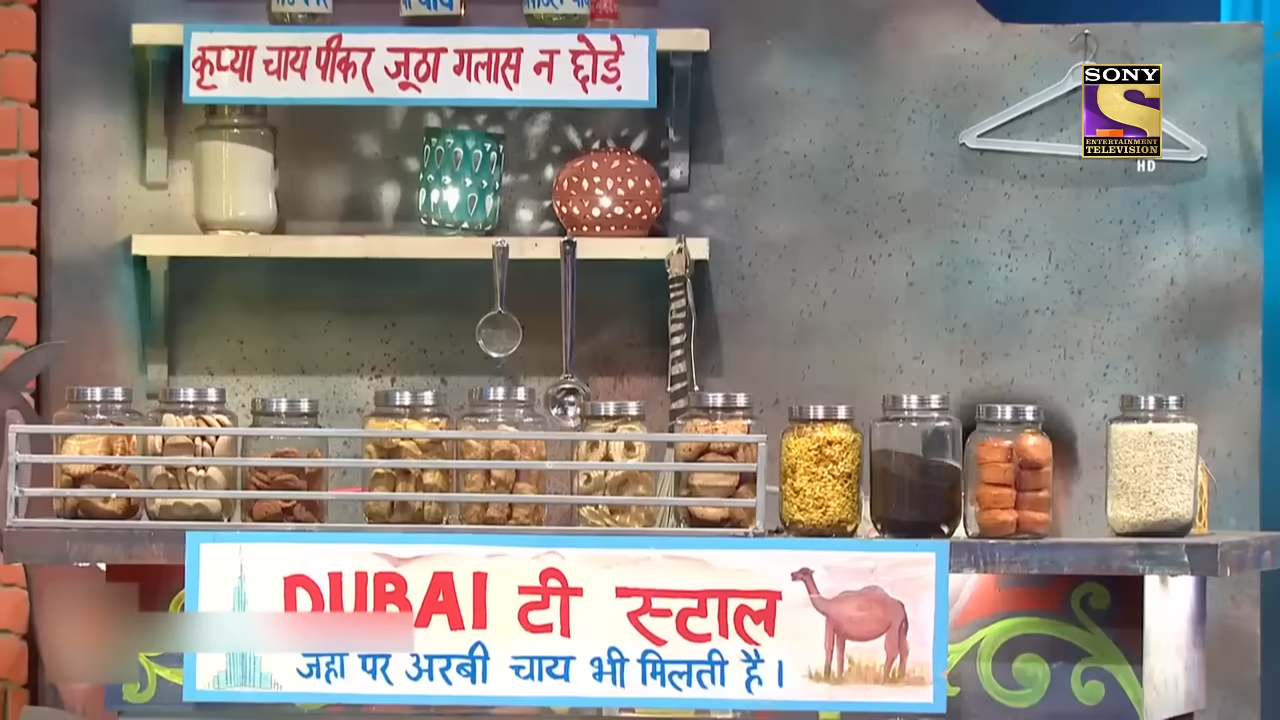 कृप्या चाय पीकर जूठा गलास न छोडे़
SONY
S
ENTERTAINMENT
TELEVISION
HD
DUBAI टी स्टाल
जहा पर अरबी चाय भी मिलती है।